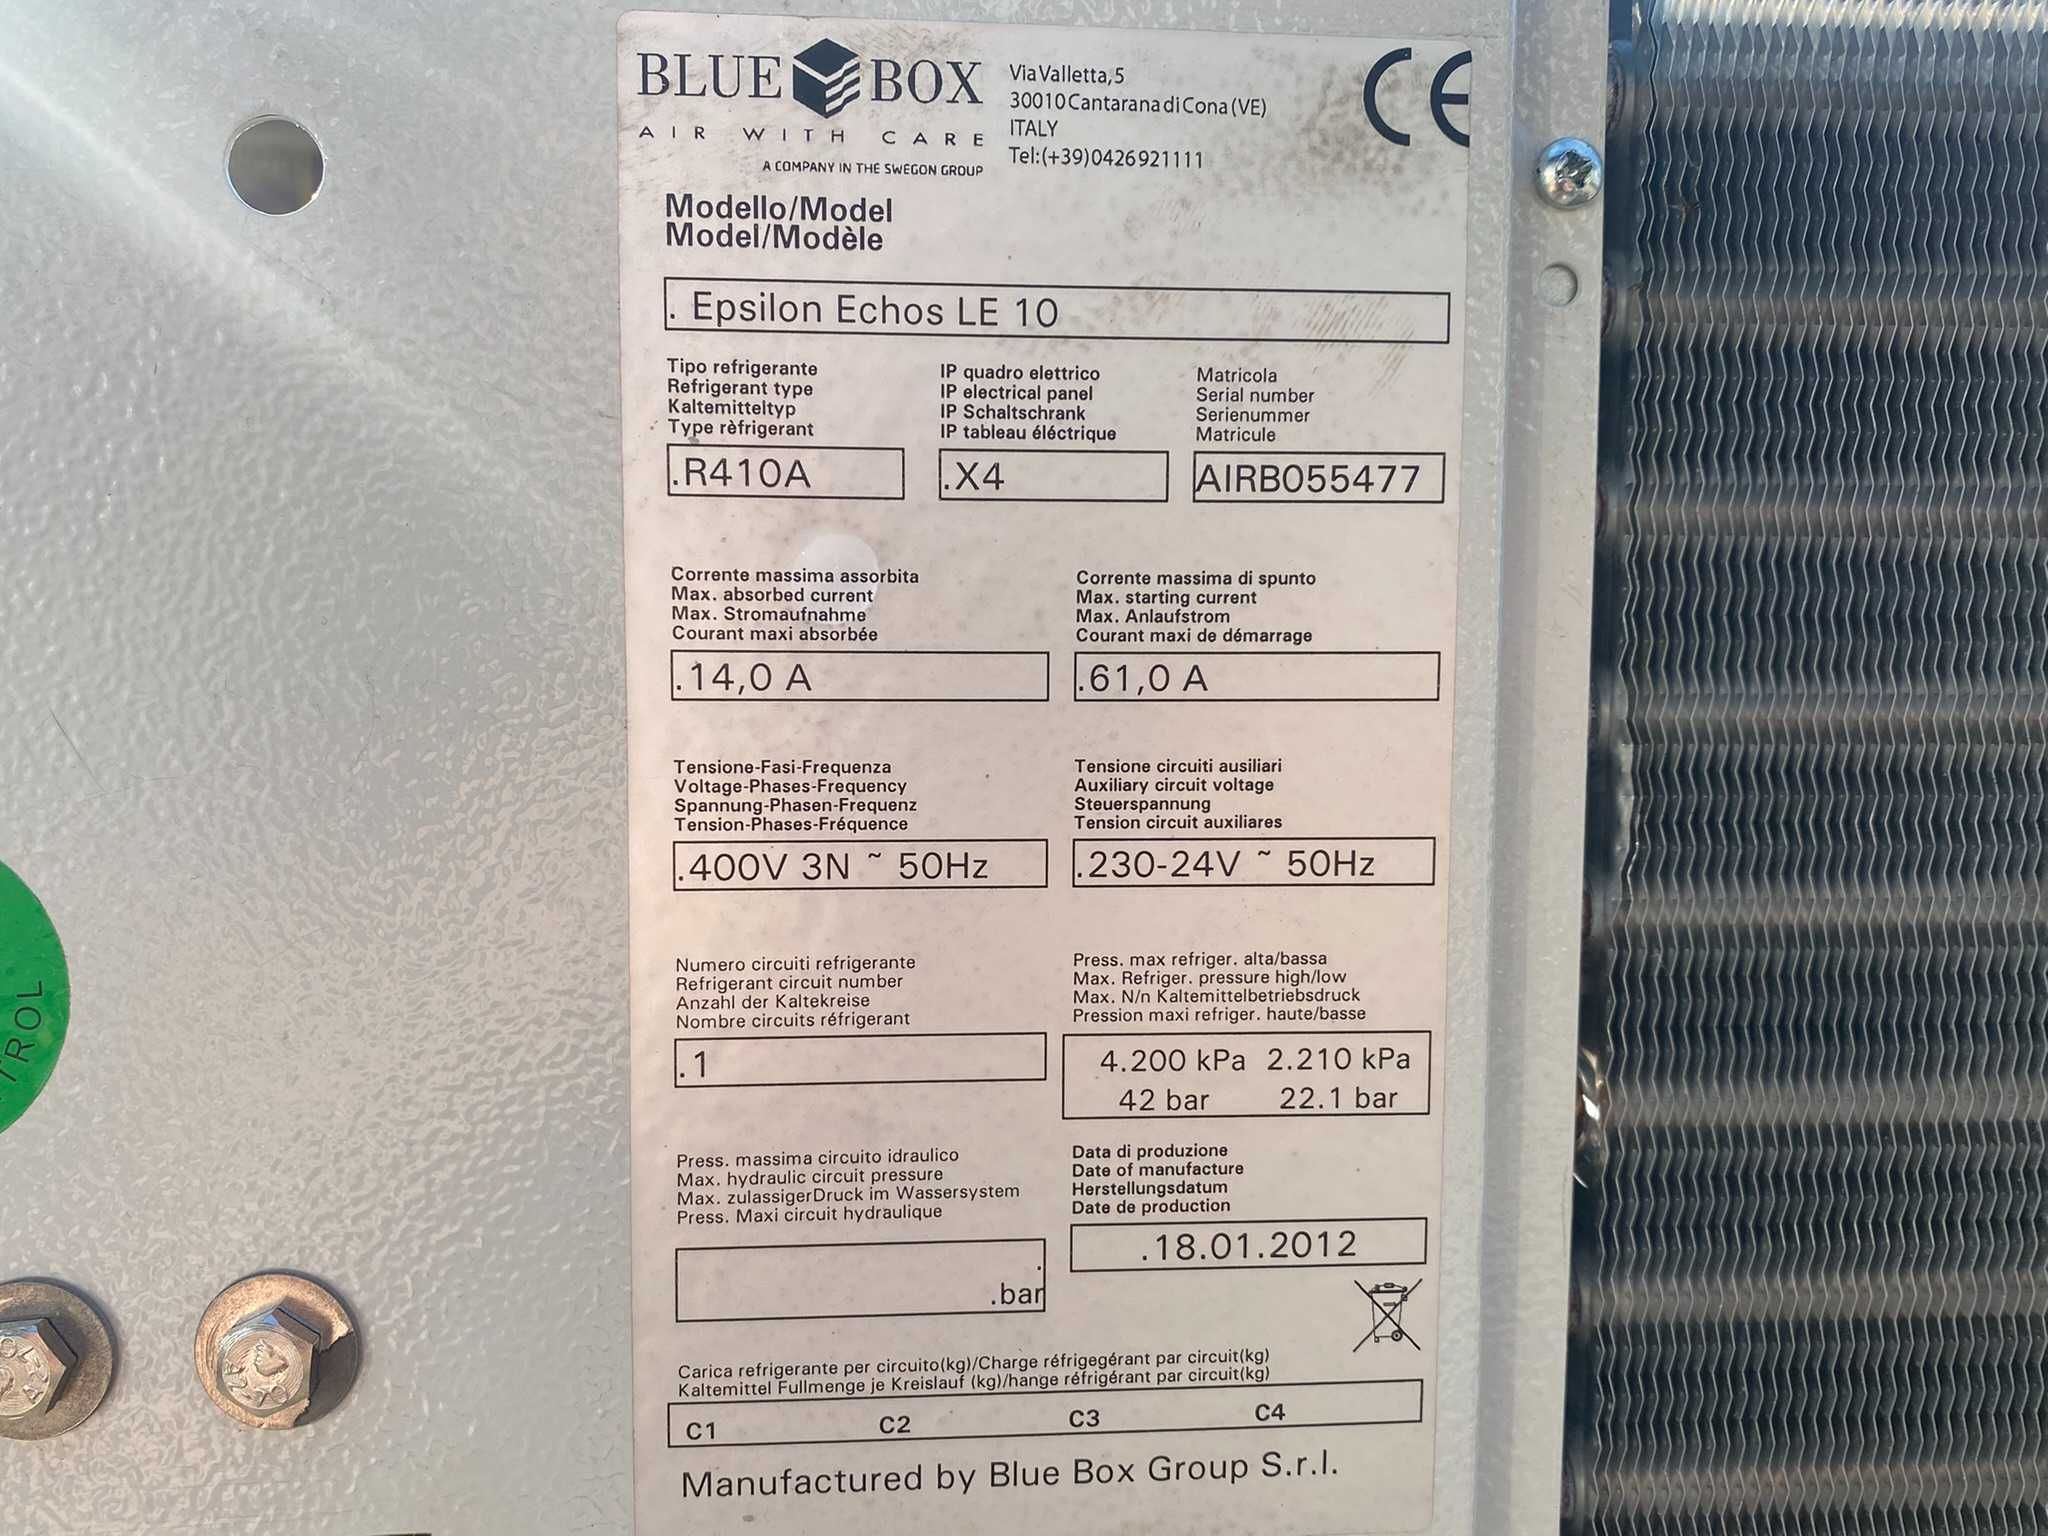 BLUE BOX
AIR WITH CARE
A COMPANY IN THE SWEGON GROUP
Via Valletta,5
30010 Cantarana di Cona (VE)
ITALY
Tel:(+39)0426921111
CE
Modello/Model
Model/Modèle
. Epsilon Echos LE 10
Tipo refrigerante
Refrigerant type
Kaltemitteltyp
Type rèfrigerant
.R410A
IP quadro elettrico
IP electrical panel
IP Schaltschrank
IP tableau éléctrique
.X4
Matricola
Serial number
Serienummer
Matricule
AIRB055477
Corrente massima assorbita
Max. absorbed current
Max. Stromaufnahme
Courant maxi absorbée
.14,0 A
Corrente massima di spunto
Max. starting current
Max. Anlaufstrom
Courant maxi de démarrage
.61,0 A
Tensione-Fasi-Frequenza
Voltage-Phases-Frequency
Spannung-Phasen-Frequenz
Tension-Phases-Fréquence
.400V 3N ~ 50Hz
Tensione circuiti ausiliari
Auxiliary circuit voltage
Steuerspannung
Tension circuit auxiliares
.230-24V ~ 50Hz
Numero circuiti refrigerante
Refrigerant circuit number
Anzahl der Kaltekreise
Nombre circuits réfrigerant
.1
Press. max refriger. alta/bassa
Max. Refriger. pressure high/low
Max. N/n Kaltemittelbetriebsdruck
Pression maxi refriger. haute/basse
4.200 kPa 2.210 kPa
42 bar 22.1 bar
Press. massima circuito idraulico
Max. hydraulic circuit pressure
Max. zulassigerDruck im Wassersystem
Press. Maxi circuit hydraulique
.
.bar
Data di produzione
Date of manufacture
Herstellungsdatum
Date de production
.18.01.2012
Carica refrigerante per circuito(kg)/Charge réfrigegérant par circuit(kg)
Kaltemittel Fullmenge je Kreislauf (kg)/hange réfrigérant par circuit(kg)
C1 C2 C3 C4
Manufactured by Blue Box Group S.r.l.